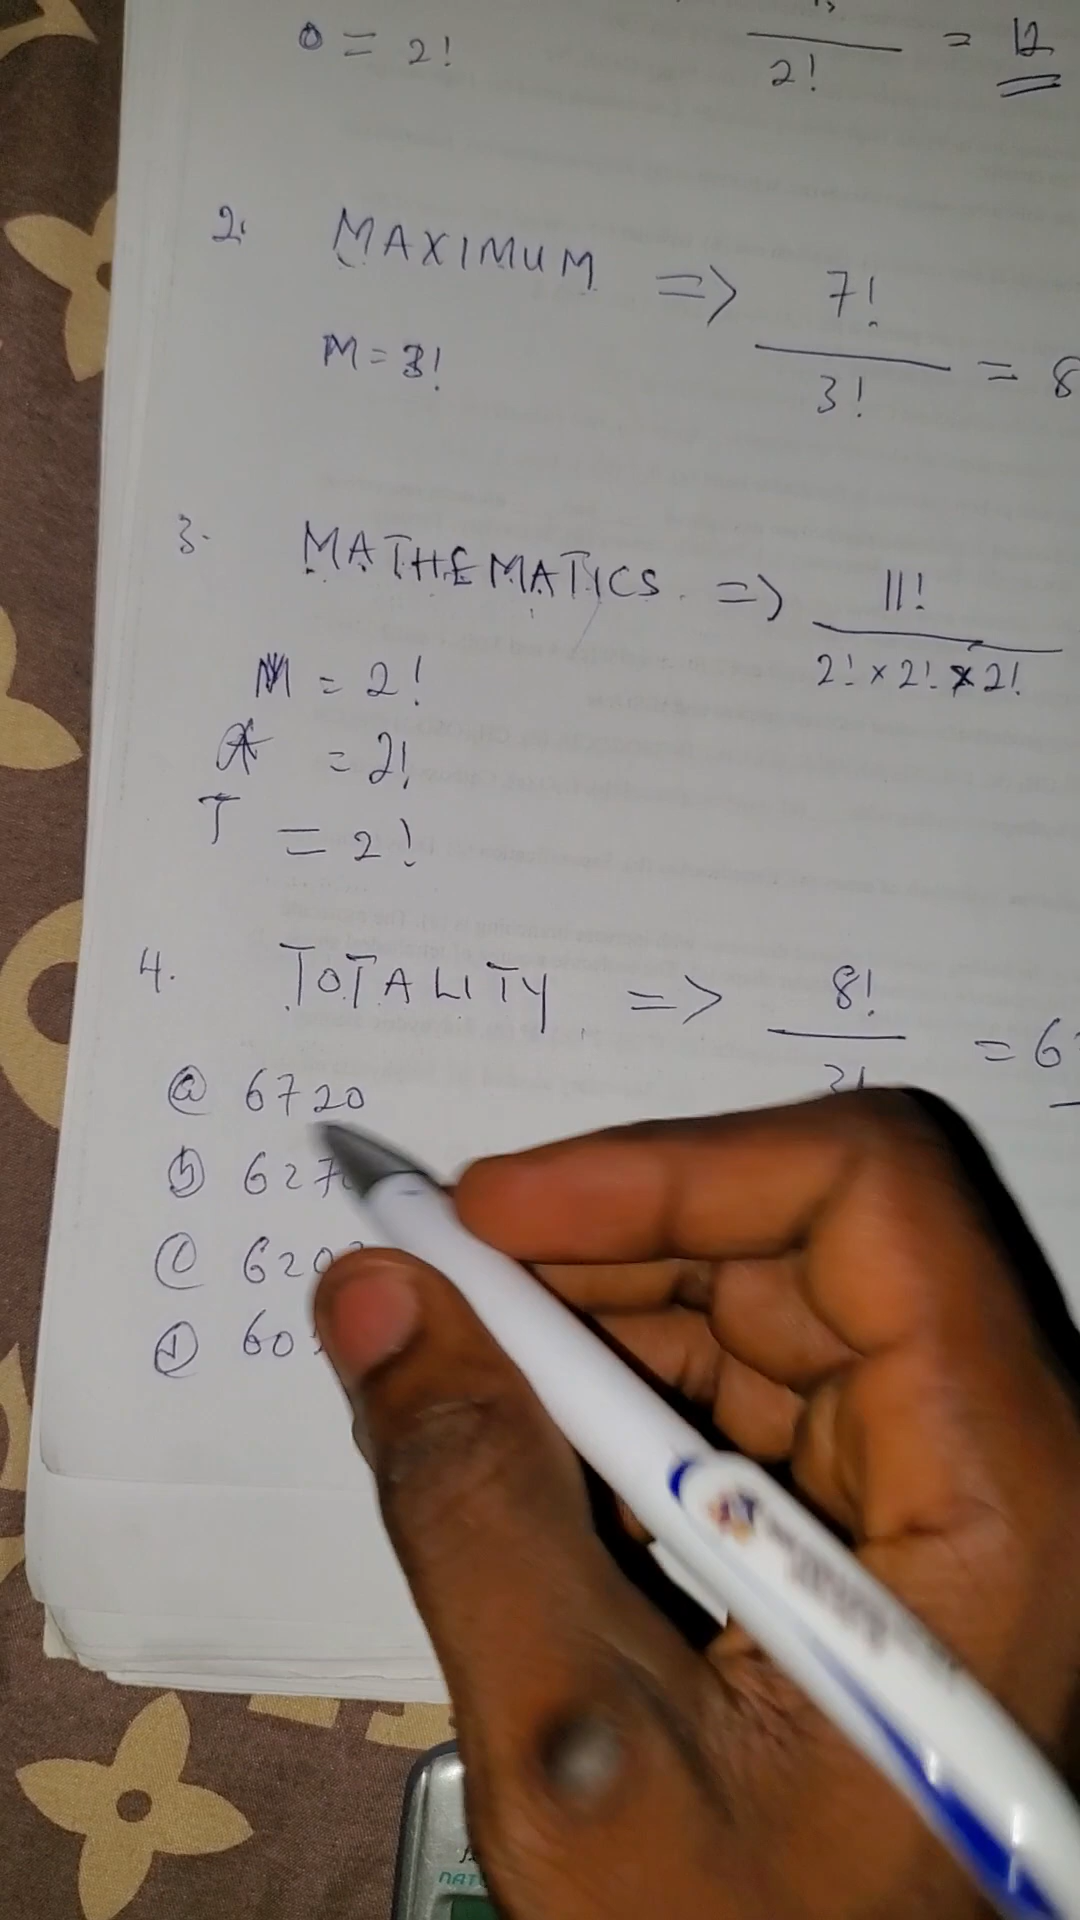 O = 2!
2! = 12
2. MAXIMUM => 7!
M = 3!
3! = 8
3. MATHEMATICS => 11!
2! × 2! × 2!
M = 2!
A = 2!
T = 2!
4. TOTALITY => 8!
3! = 6
ⓐ 6720
ⓑ 627
ⓒ 620
ⓓ 60